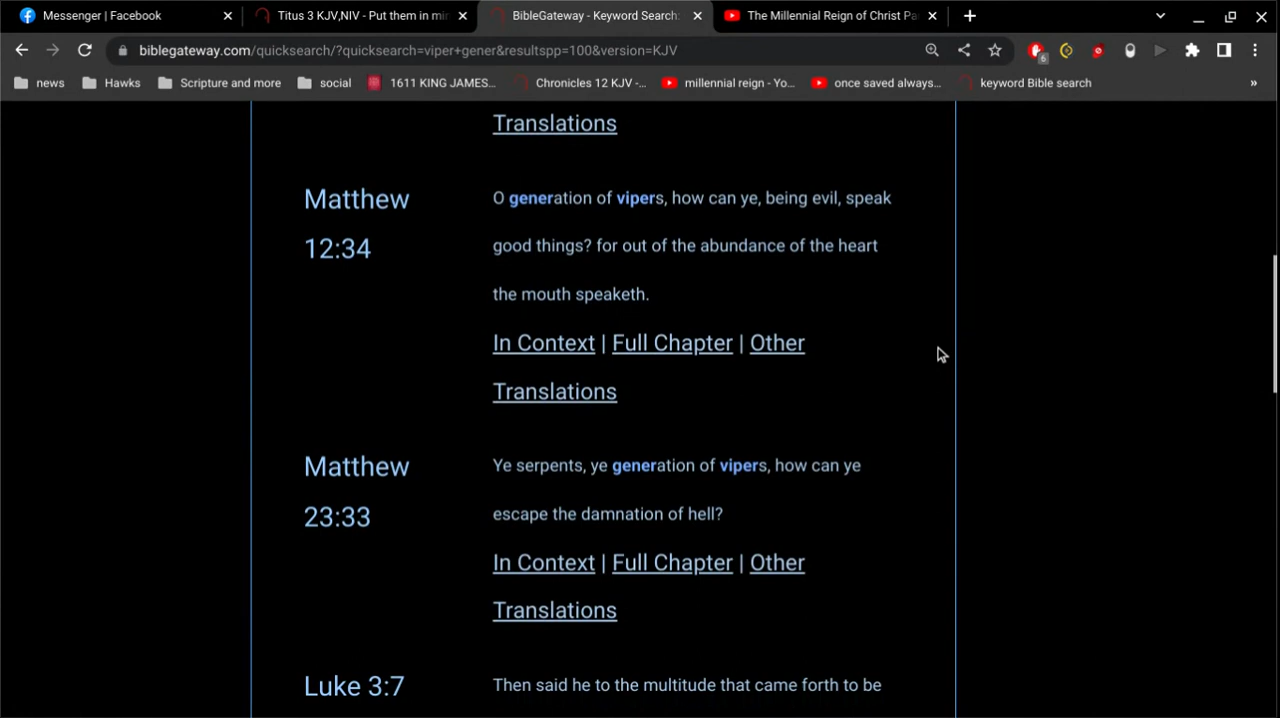 Messenger | Facebook
Titus 3 KJV,NIV - Put them in mi
BibleGateway - Keyword Search:
The Millennial Reign of Christ Pa
biblegateway.com/quicksearch/?quicksearch=viper+gener&resultspp=100&version=KJV
6
news
Hawks
Scripture and more
social
1611 KING JAMES...
Chronicles 12 KJV -...
millennial reign - Yo...
once saved always...
keyword Bible search
»
Translations
Matthew
12:34
O generation of vipers, how can ye, being evil, speak
good things? for out of the abundance of the heart
the mouth speaketh.
In Context | Full Chapter | Other
Translations
Matthew
23:33
Ye serpents, ye generation of vipers, how can ye
escape the damnation of hell?
In Context | Full Chapter | Other
Translations
Luke 3:7
Then said he to the multitude that came forth to be